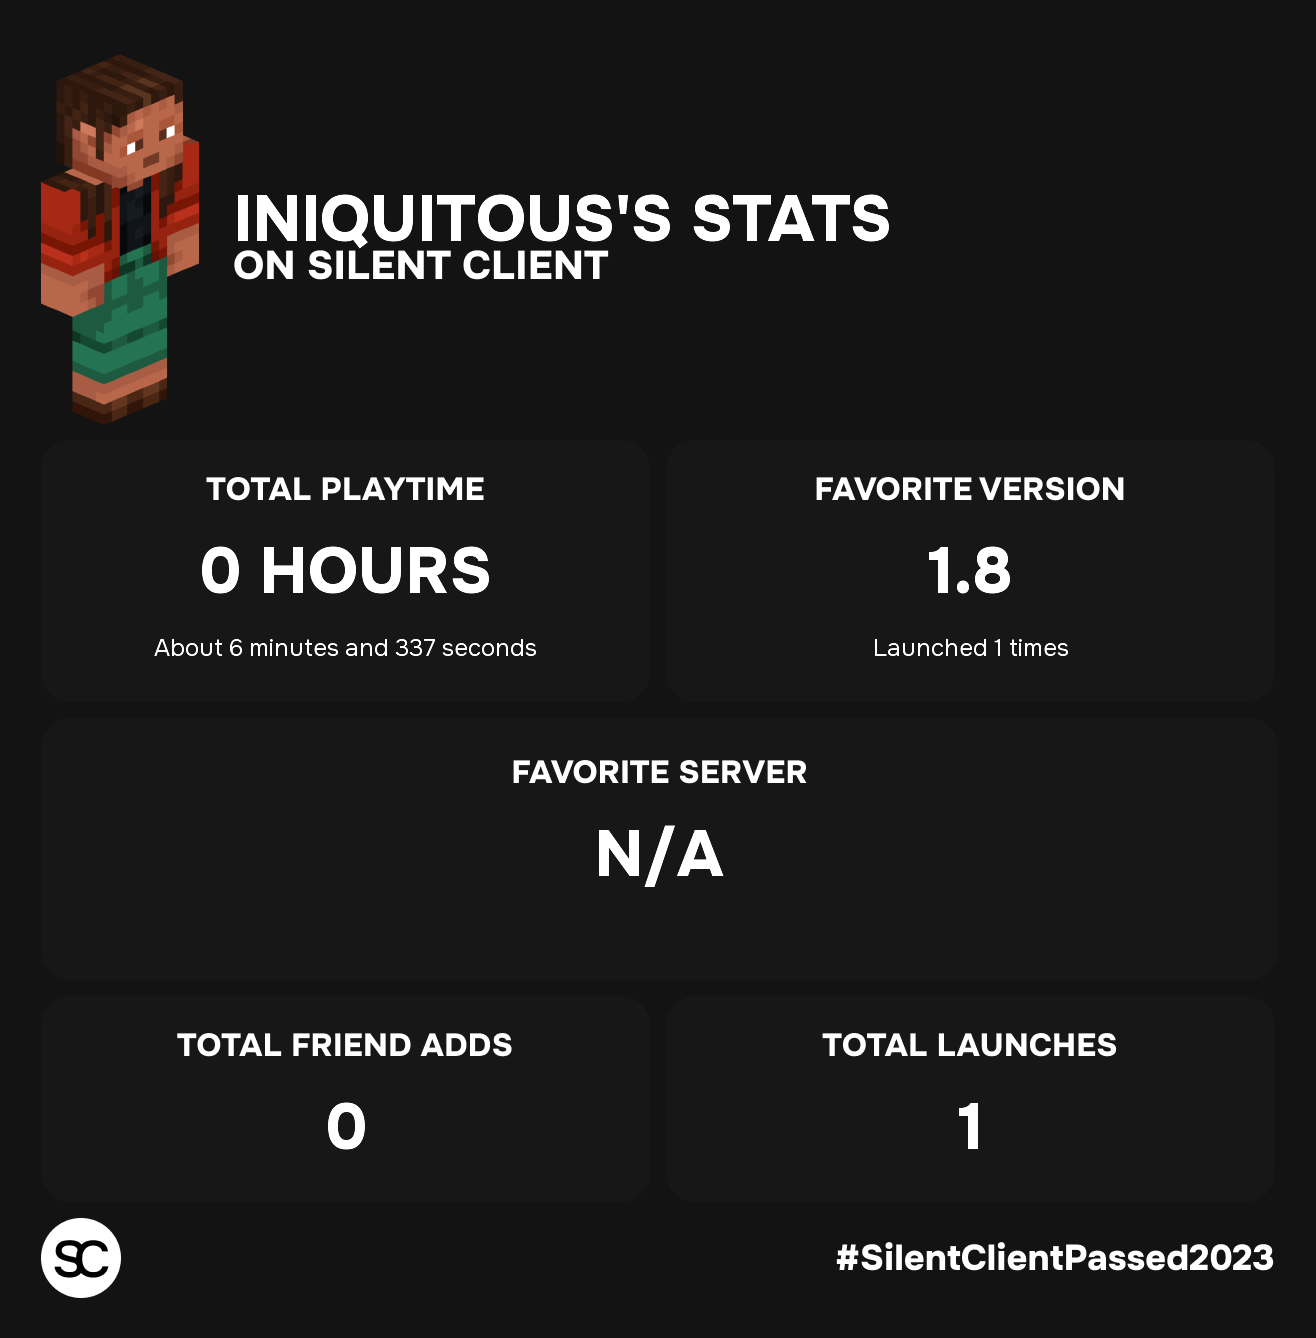 INIQUITOUS'S STATS
ON SILENT CLIENT
TOTAL PLAYTIME
0 HOURS
About 6 minutes and 337 seconds
FAVORITE VERSION
1.8
Launched 1 times
FAVORITE SERVER
N/A
TOTAL FRIEND ADDS
0
TOTAL LAUNCHES
1
SC
#SilentClientPassed2023